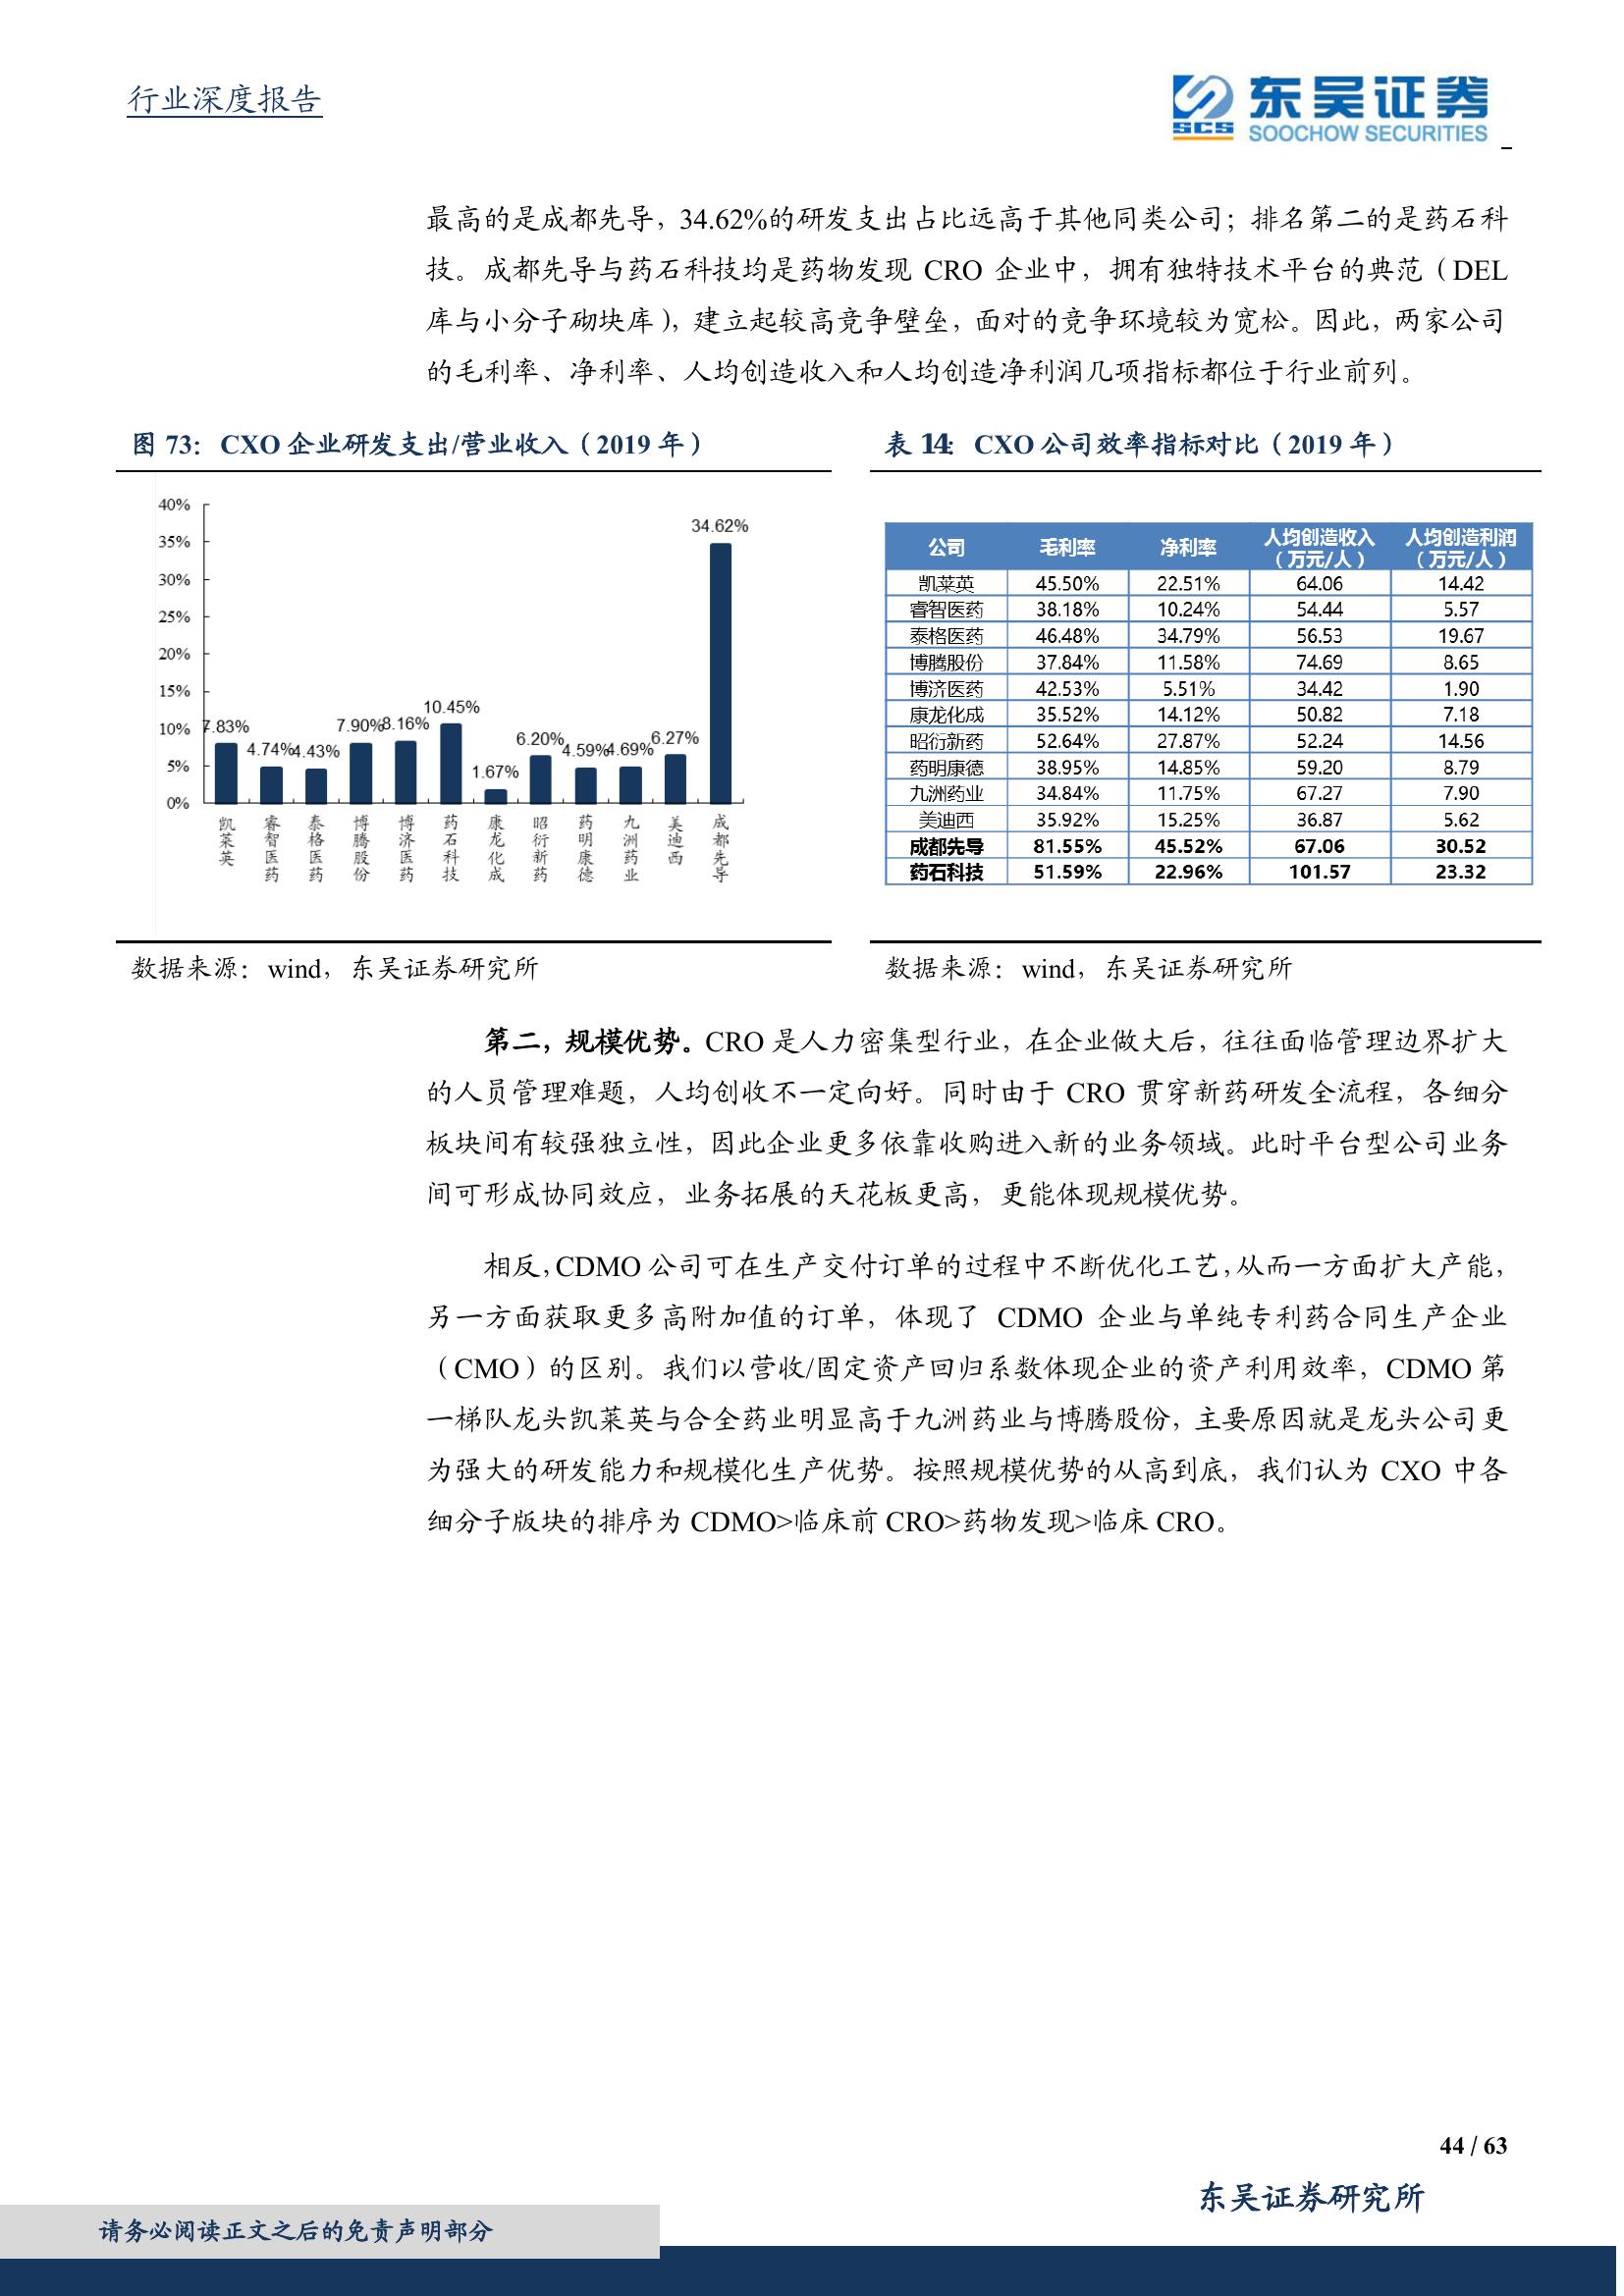 行业深度报告
SCS
东吴证券
SOOCHOW SECURITIES
最高的是成都先导，34.62%的研发支出占比远高于其他同类公司；排名第二的是药石科
技。成都先导与药石科技均是药物发现 CRO 企业中，拥有独特技术平台的典范（DEL
库与小分子砌块库），建立起较高竞争壁垒，面对的竞争环境较为宽松。因此，两家公司
的毛利率、净利率、人均创造收入和人均创造净利润几项指标都位于行业前列。
图 73： CXO 企业研发支出/营业收入（2019 年）
40%
35%
30%
25%
20%
15%
10%
5%
0%
7.83%
4.74%
4.43%
7.90%
8.16%
10.45%
1.67%
6.20%
4.59%
4.69%
6.27%
34.62%
凯莱英
睿智医药
泰格医药
博腾股份
博济医药
药石科技
康龙化成
昭衍新药
药明康德
九洲药业
美迪西
成都先导
数据来源：wind，东吴证券研究所
表 14： CXO 公司效率指标对比（2019 年）
公司 毛利率 净利率 人均创造收入（万元/人） 人均创造利润（万元/人）
凯莱英 45.50% 22.51% 64.06 14.42
睿智医药 38.18% 10.24% 54.44 5.57
泰格医药 46.48% 34.79% 56.53 19.67
博腾股份 37.84% 11.58% 74.69 8.65
博济医药 42.53% 5.51% 34.42 1.90
康龙化成 35.52% 14.12% 50.82 7.18
昭衍新药 52.64% 27.87% 52.24 14.56
药明康德 38.95% 14.85% 59.20 8.79
九洲药业 34.84% 11.75% 67.27 7.90
美迪西 35.92% 15.25% 36.87 5.62
成都先导 81.55% 45.52% 67.06 30.52
药石科技 51.59% 22.96% 101.57 23.32
数据来源：wind，东吴证券研究所
第二，规模优势。CRO 是人力密集型行业，在企业做大后，往往面临管理边界扩大
的人员管理难题，人均创收不一定向好。同时由于 CRO 贯穿新药研发全流程，各细分
板块间有较强独立性，因此企业更多依靠收购进入新的业务领域。此时平台型公司业务
间可形成协同效应，业务拓展的天花板更高，更能体现规模优势。
相反，CDMO 公司可在生产交付订单的过程中不断优化工艺，从而一方面扩大产能，
另一方面获取更多高附加值的订单，体现了 CDMO 企业与单纯专利药合同生产企业
（CMO）的区别。我们以营收/固定资产回归系数体现企业的资产利用效率，CDMO 第
一梯队龙头凯莱英与合全药业明显高于九洲药业与博腾股份，主要原因就是龙头公司更
为强大的研发能力和规模化生产优势。按照规模优势的从高到底，我们认为 CXO 中各
细分子版块的排序为 CDMO>临床前 CRO>药物发现>临床 CRO。
44 / 63
东吴证券研究所
请务必阅读正文之后的免责声明部分